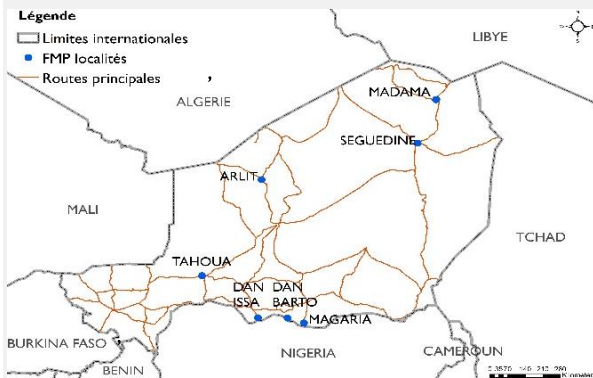 Légende
Limites internationales
FMP localités
Routes principales
LIBYE
MADAMA
ALGERIE
SEGUEDINE
ARLIT
MALI
TCHAD
TAHOUA
DAN
ISSA
DAN
BARTO
MAGARIA
BURKINA FASO
NIGERIA
CAMEROUN
BENIN